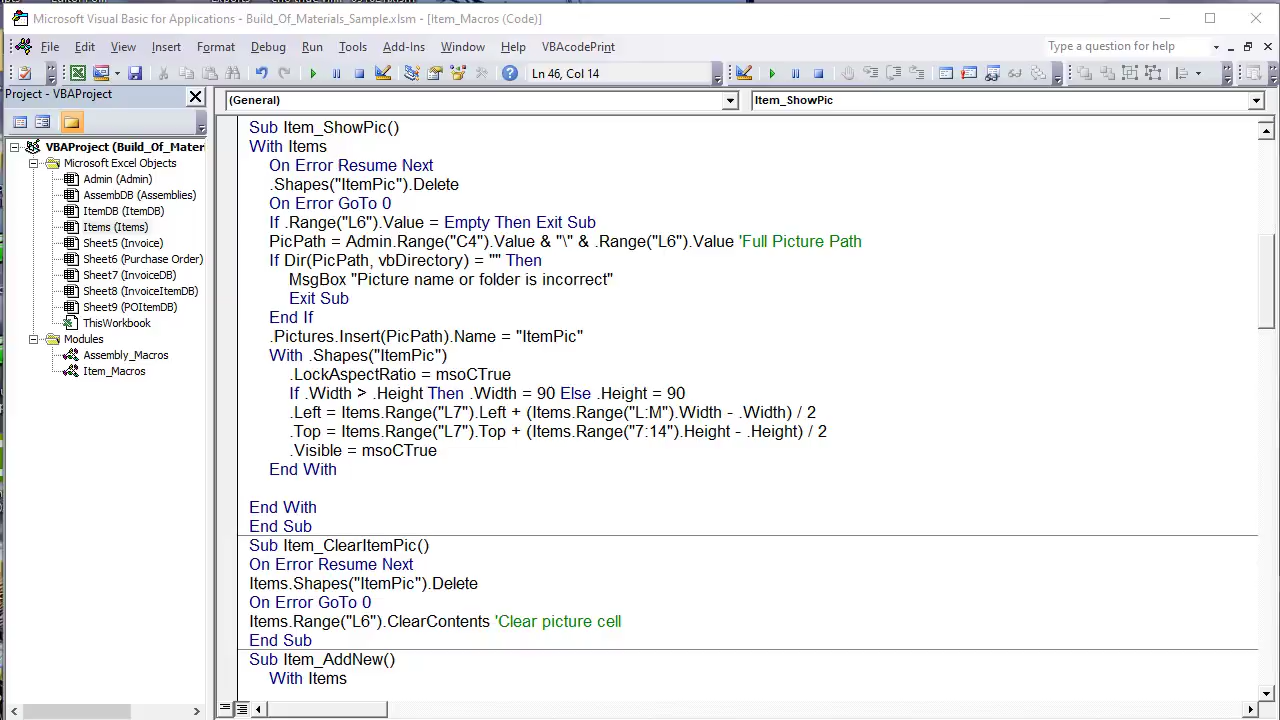 Microsoft Visual Basic for Applications - Build_Of_Materials_Sample.xlsm - [Item_Macros (Code)]
File Edit View Insert Format Debug Run Tools Add-Ins Window Help VBAcodePrint
Type a question for help
Ln 46, Col 14
Project - VBAProject
(General)
Item_ShowPic
VBAProject (Build_Of_Mater
Microsoft Excel Objects
Admin (Admin)
AssembDB (Assemblies)
ItemDB (ItemDB)
Items (Items)
Sheet5 (Invoice)
Sheet6 (Purchase Order)
Sheet7 (InvoiceDB)
Sheet8 (InvoiceItemDB)
Sheet9 (POItemDB)
ThisWorkbook
Modules
Assembly_Macros
Item_Macros
Sub Item_ShowPic()
With Items
On Error Resume Next
.Shapes("ItemPic").Delete
On Error GoTo 0
If .Range("L6").Value = Empty Then Exit Sub
PicPath = Admin.Range("C4").Value & "\" & .Range("L6").Value 'Full Picture Path
If Dir(PicPath, vbDirectory) = "" Then
MsgBox "Picture name or folder is incorrect"
Exit Sub
End If
.Pictures.Insert(PicPath).Name = "ItemPic"
With .Shapes("ItemPic")
.LockAspectRatio = msoCTrue
If .Width > .Height Then .Width = 90 Else .Height = 90
.Left = Items.Range("L7").Left + (Items.Range("L:M").Width - .Width) / 2
.Top = Items.Range("L7").Top + (Items.Range("7:14").Height - .Height) / 2
.Visible = msoCTrue
End With
End With
End Sub
Sub Item_ClearItemPic()
On Error Resume Next
Items.Shapes("ItemPic").Delete
On Error GoTo 0
Items.Range("L6").ClearContents 'Clear picture cell
End Sub
Sub Item_AddNew()
With Items